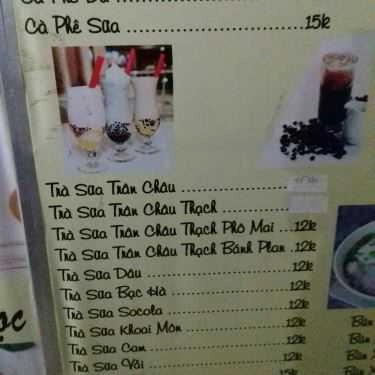 Cà Phê Sữa ........................ 15k
Trà Sữa Trân Châu ....................
Trà Sữa Trân Châu Thạch ............
Trà Sữa Trân Châu Thạch Phô Mai ... 12k
Trà Sữa Trân Châu Thạch Bánh Plan .. 12k
Trà Sữa Dâu ........................ 12k
Trà Sữa Bạc Hà ..................... 12k
Trà Sữa Socola ..................... 12k
Trà Sữa Khoai Môn .................. 12k
Trà Sữa Cam ........................ 12k
Trà Sữa Vải ........................ 15k